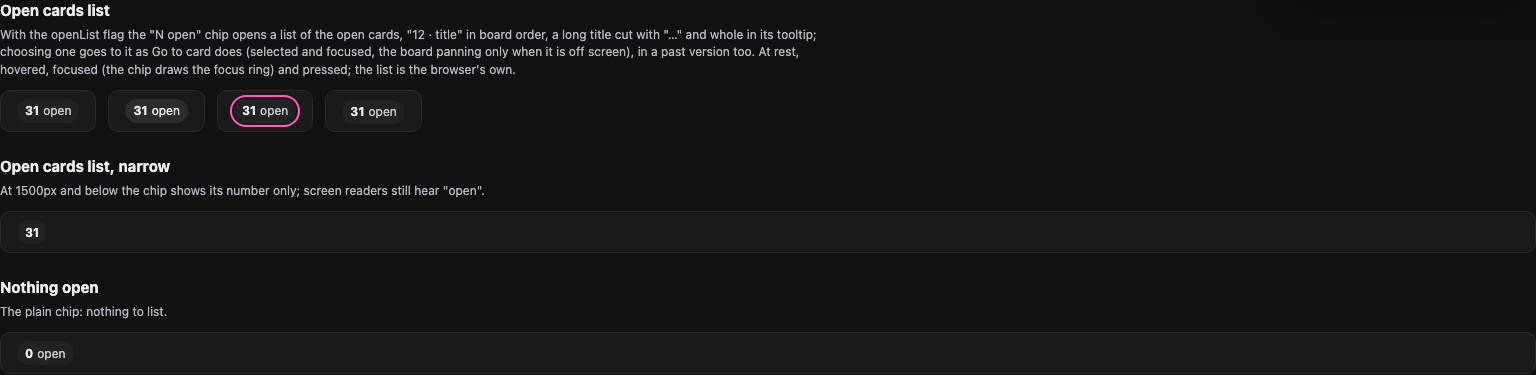 Open cards list
With the openList flag the "N open" chip opens a list of the open cards, "12 · title" in board order, a long title cut with "…" and whole in its tooltip;
choosing one goes to it as Go to card does (selected and focused, the board panning only when it is off screen), in a past version too. At rest,
hovered, focused (the chip draws the focus ring) and pressed; the list is the browser's own.
31 open 31 open 31 open 31 open
Open cards list, narrow
At 1500px and below the chip shows its number only; screen readers still hear "open".
31
Nothing open
The plain chip: nothing to list.
0 open